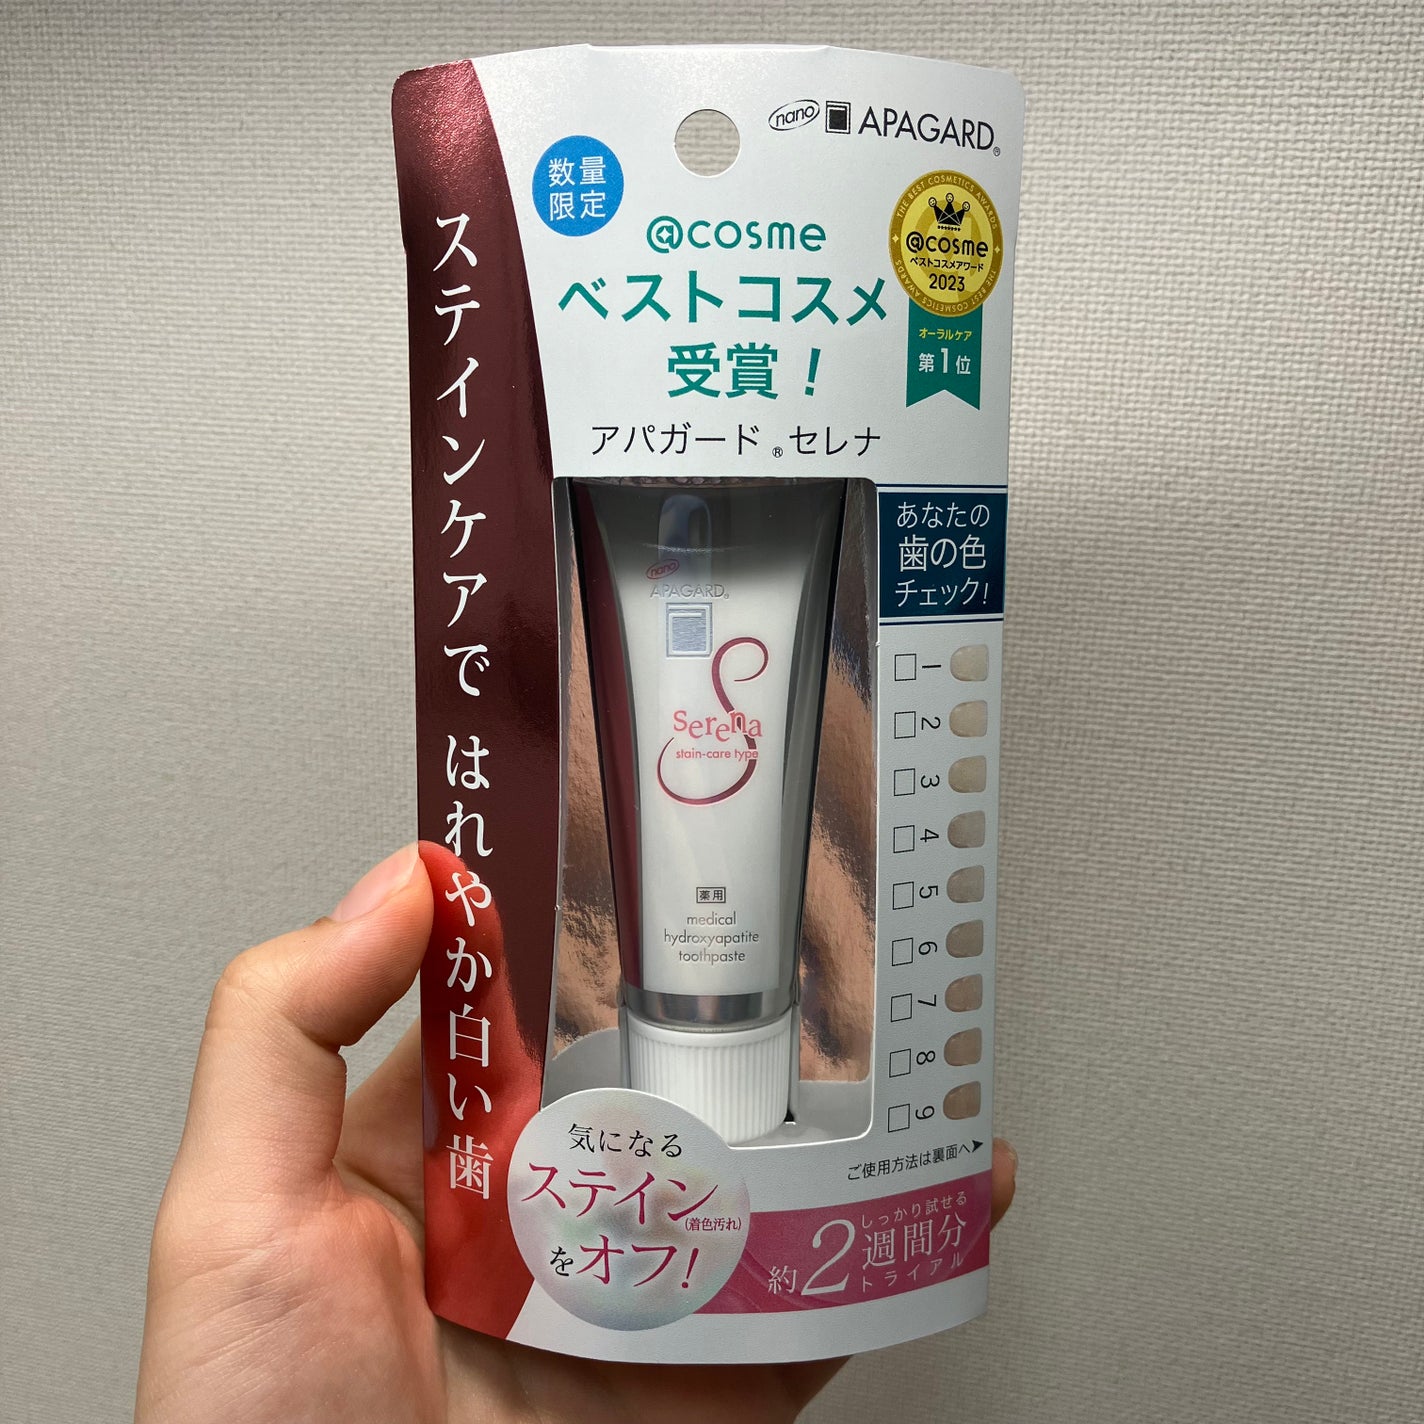 nano APAGARD®
数量
限定
@cosme
ベストコスメ
受賞！
アパガード®セレナ
THE BEST COSMETICS AWARDS
@cosme
ベストコスメアワード
2023
THE BEST COSMETICS AWARDS
オーラルケア
第1位
ステインケアで はれやか白い歯
あなたの
歯の色
チェック！
1
2
3
4
5
6
7
8
9
ご使用方法は裏面へ➤
nano
APAGARD®
S
Serena
stain-care type
薬用
medical
hydroxyapatite
toothpaste
気になる
ステイン
(着色汚れ)
をオフ！
しっかり試せる
約2週間分
トライアル